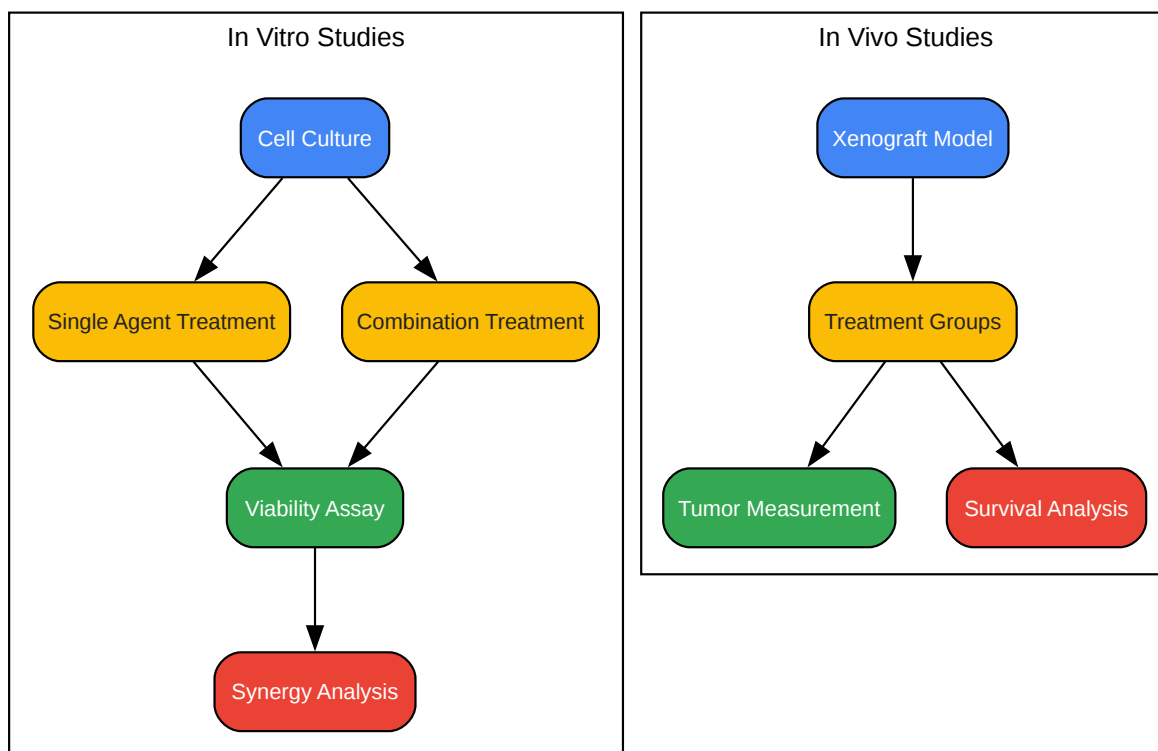 In Vitro Studies
Cell Culture
Single Agent Treatment
Combination Treatment
Viability Assay
Synergy Analysis
In Vivo Studies
Xenograft Model
Treatment Groups
Tumor Measurement
Survival Analysis